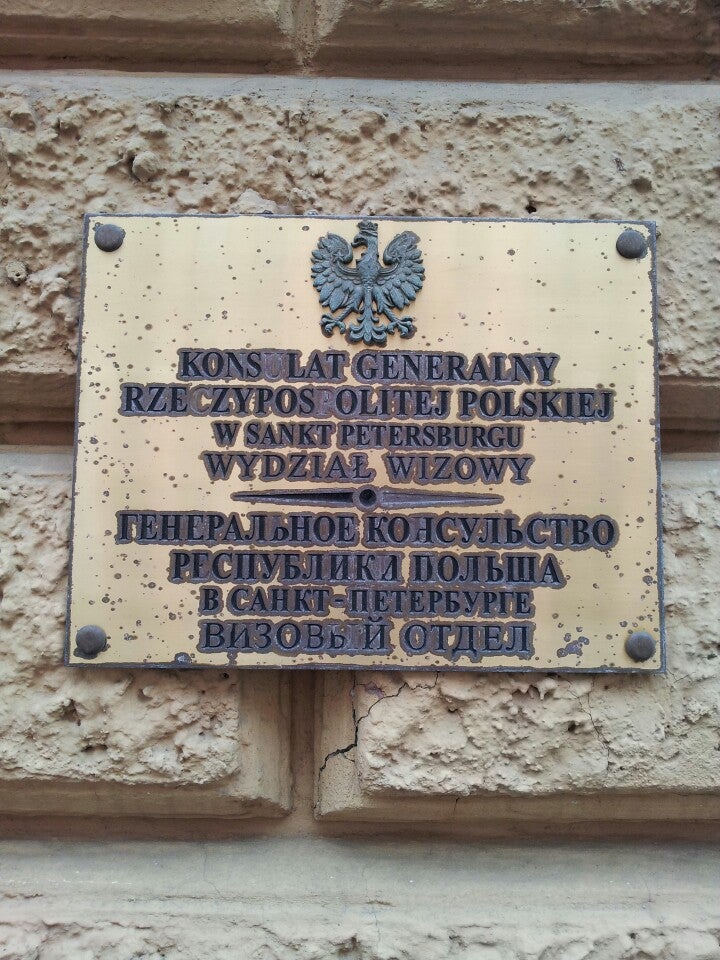 KONSULAT GENERALNY
RZECZYPOSPOLITEJ POLSKIEJ
W SANKT PETERSBURGU
WYDZIAŁ WIZOWY
ГЕНЕРАЛЬНОЕ КОНСУЛЬСТВО
РЕСПУБЛИКИ ПОЛЬША
В САНКТ-ПЕТЕРБУРГЕ
ВИЗОВЫЙ ОТДЕЛ